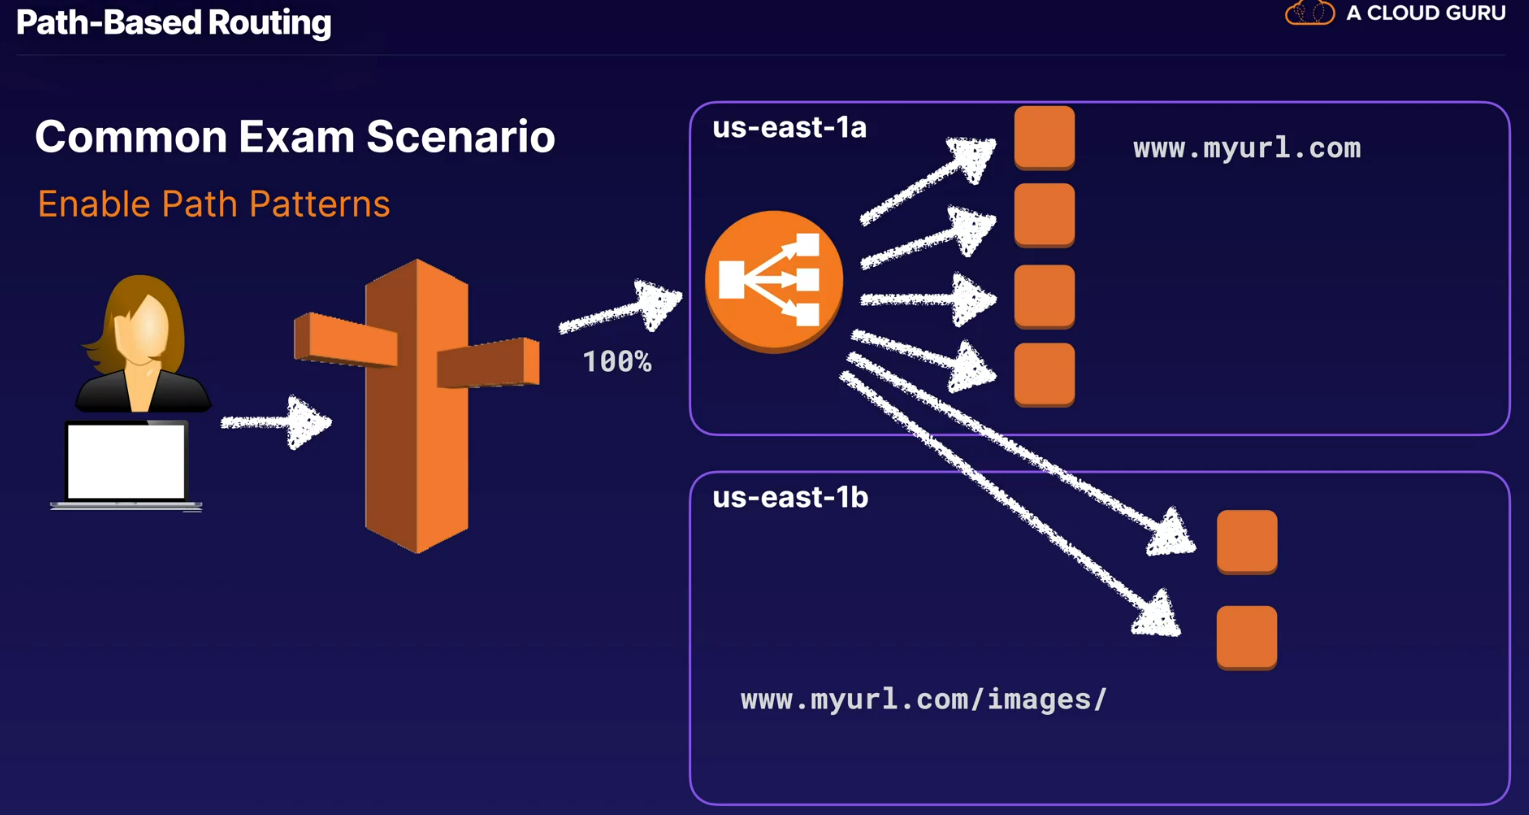 Path-Based Routing
A CLOUD GURU
Common Exam Scenario
Enable Path Patterns
100%
us-east-1a
www.myurl.com
us-east-1b
www.myurl.com/images/